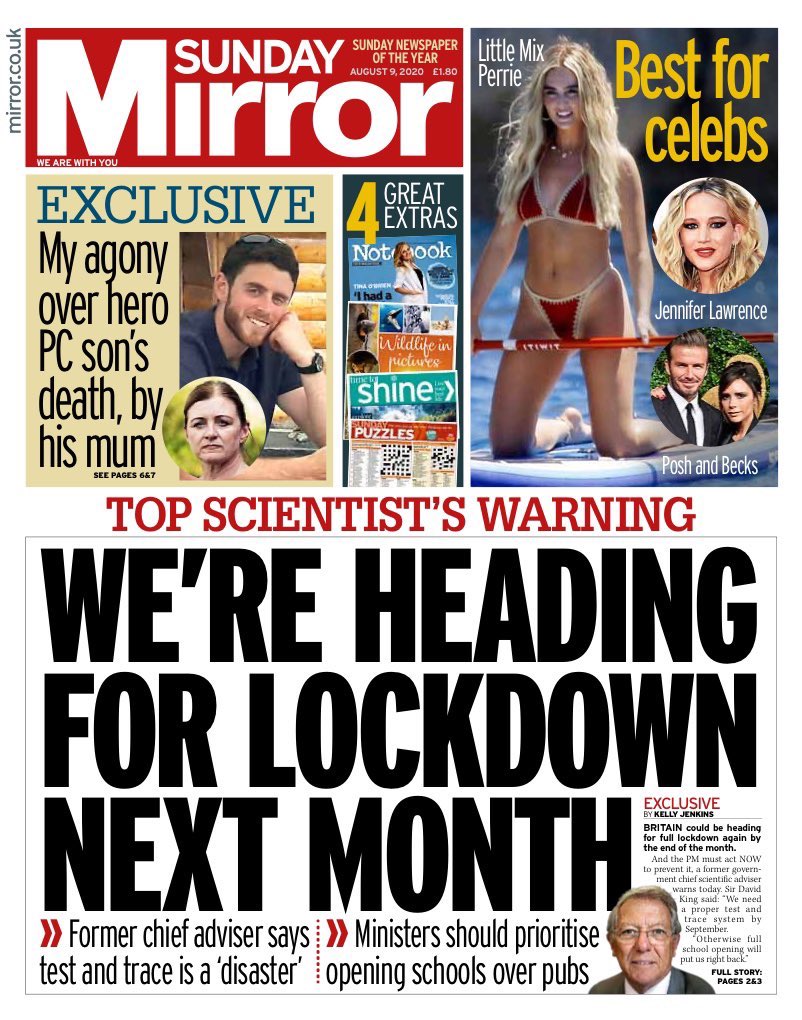 mirror.co.uk
SUNDAY
Mirror
SUNDAY NEWSPAPER
OF THE YEAR
AUGUST 9, 2020 £1.80
WE ARE WITH YOU
Little Mix
Perrie
Best for
celebs
Jennifer Lawrence
Posh and Becks
EXCLUSIVE
My agony
over hero
PC son's
death, by
his mum
SEE PAGES 6&7
4 GREAT
EXTRAS
Notebook
TINA O'BRIEN
'I had a
Wildlife in
pictures
time to
shine
SUNDAY
PUZZLES
TOP SCIENTIST'S WARNING
WE'RE HEADING
FOR LOCKDOWN
NEXT MONTH
EXCLUSIVE
BY KELLY JENKINS
BRITAIN could be heading
for full lockdown again by
the end of the month.
And the PM must act NOW
to prevent it, a former govern-
ment chief scientific adviser
warns today. Sir David
King said: "We need
a proper test and
trace system by
September.
"Otherwise full
school opening will
put us right back."
FULL STORY:
PAGES 2&3
» Former chief adviser says
test and trace is a 'disaster'
» Ministers should prioritise
opening schools over pubs